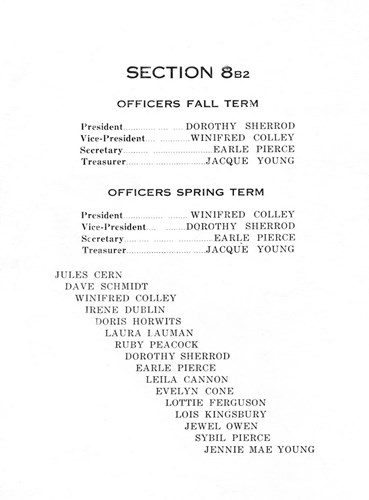 SECTION 8B2
OFFICERS FALL TERM
President.................DOROTHY SHERROD
Vice-President............WINIFRED COLLEY
Secretary.......................EARLE PIERCE
Treasurer.....................JACQUE YOUNG
OFFICERS SPRING TERM
President.................WINIFRED COLLEY
Vice-President............DOROTHY SHERROD
Secretary.......................EARLE PIERCE
Treasurer.....................JACQUE YOUNG
JULES CERN
DAVE SCHMIDT
WINIFRED COLLEY
IRENE DUBLIN
DORIS HORWITS
LAURA LAUMAN
RUBY PEACOCK
DOROTHY SHERROD
EARLE PIERCE
LEILA CANNON
EVELYN CONE
LOTTIE FERGUSON
LOIS KINGSBURY
JEWEL OWEN
SYBIL PIERCE
JENNIE MAE YOUNG